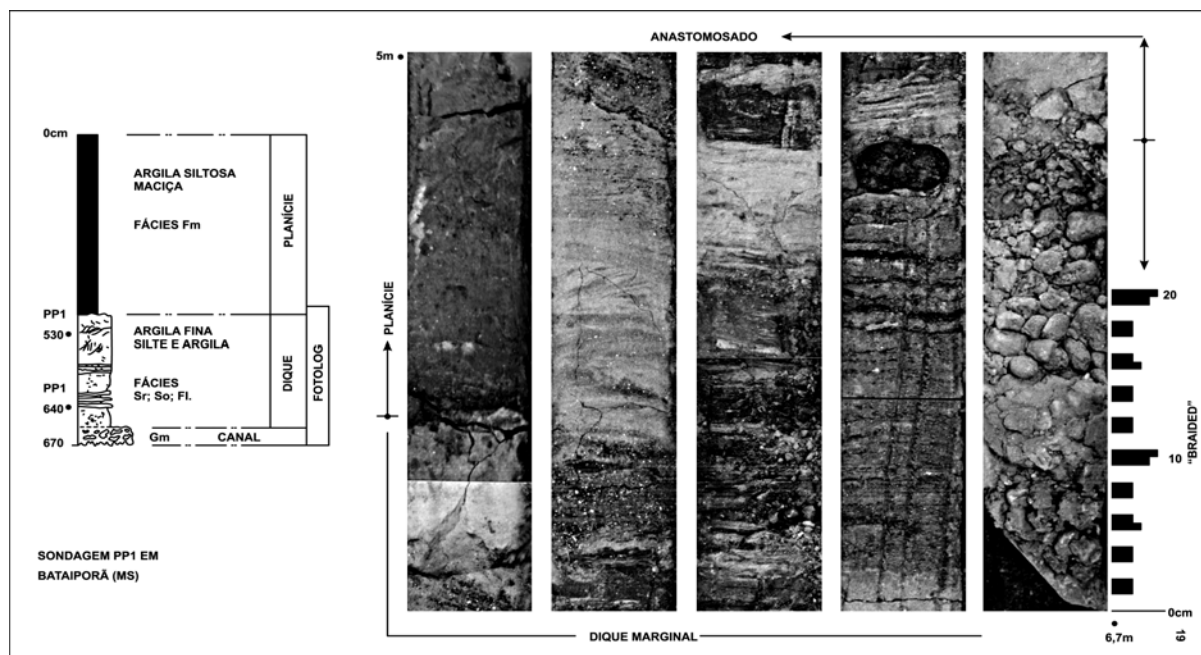 ANASTOMOSADO
5m
0cm
ARGILA SILTOSA
MACIÇA
FÁCIES Fm
PLANÍCIE
PP1
530
ARGILA FINA
SILTE E ARGILA
PP1
640
FÁCIES
Sr; So; Fl.
DIQUE
FOTOLOG
670
Gm
CANAL
PLANÍCIE
20
10
"BRAIDED"
0cm
SONDAGEM PP1 EM
BATAIPORÃ (MS)
DIQUE MARGINAL
6,7m
19